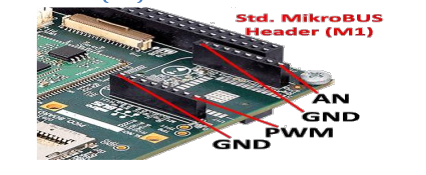 Std. MikroBUS
Header (M1)
AN
GND
PWM
GND